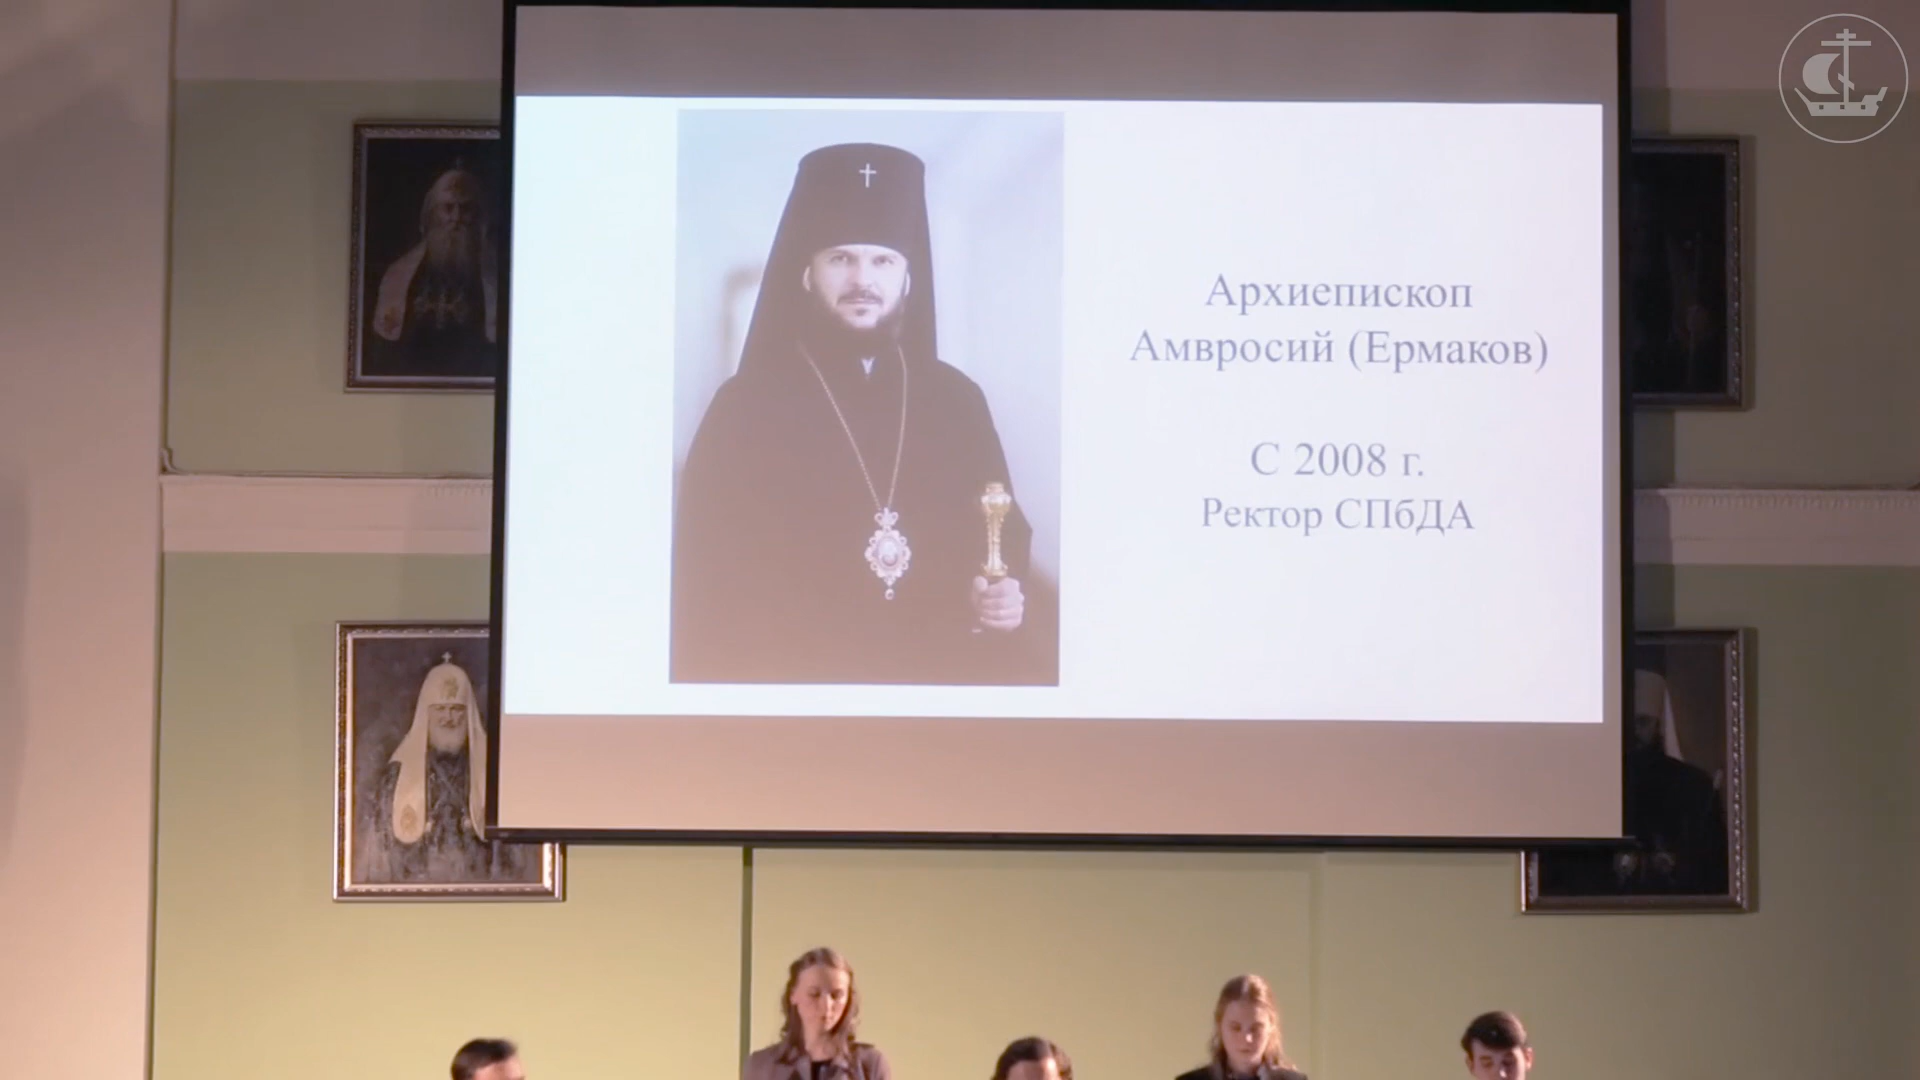 Архиепископ
Амвросий (Ермаков)
С 2008 г.
Ректор СПбДА